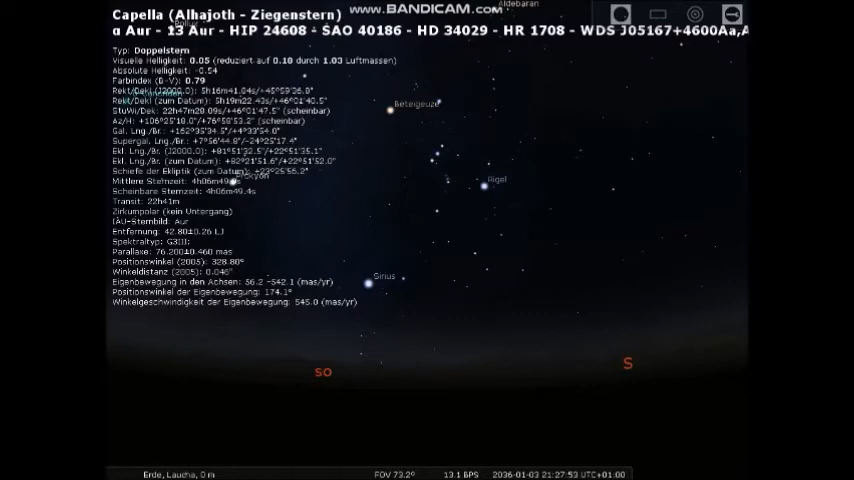 WWW.BANDICAM.COM
Aldebaran
Capella (Alhajoth - Ziegenstern)
Pollux
α Aur - 13 Aur - HIP 24608 - SAO 40186 - HD 34029 - HR 1708 - WDS J05167+4600Aa,A
Typ: Doppelstern
Visuelle Helligkeit: 0.05 (reduziert auf 0.10 durch 1.03 Luftmassen)
Absolute Helligkeit: -0.54
Farbindex (B-V): 0.79
Rekt/Dekl (J2000.0): 5h16m41.04s/+45°59'36.8"
Rekt/Dekl (zum Datum): 5h19m22.43s/+46°01'40.5"
StuWi/Dek: 22h47m28.09s/+46°01'47.5" (scheinbar)
Az/H: +106°25'18.0"/+76°58'53.2" (scheinbar)
Gal. Lng./Br.: +162°35'34.5"/+4°33'54.0"
Supergal. Lng./Br.: +7°56'44.8"/-24°25'17.4"
Ekl. Lng./Br. (J2000.0): +81°51'32.5"/+22°51'35.1"
Ekl. Lng./Br. (zum Datum): +82°21'51.6"/+22°51'52.0"
Schiefe der Ekliptik (zum Datum): +23°25'56.2"
Mittlere Sternzeit: 4h06m49
Prokyon
Scheinbare Sternzeit: 4h06m49.4s
Transit: 22h41m
Zirkumpolar (kein Untergang)
IAU-Sternbild: Aur
Entfernung: 42.80±0.26 LJ
Spektraltyp: G3III:
Parallaxe: 76.200±0.460 mas
Positionswinkel (2005): 328.80°
Winkeldistanz (2005): 0.046"
Eigenbewegung in den Achsen: 56.2 -542.1 (mas/yr)
Positionswinkel der Eigenbewegung: 174.1°
Winkelgeschwindigkeit der Eigenbewegung: 545.0 (mas/yr)
Beteigeuze
Rigel
Sirius
SO
S
Erde, Laucha, 0 m
FOV 73.2°
13.1 BPS
2036-01-03 21:27:53 UTC+01:00